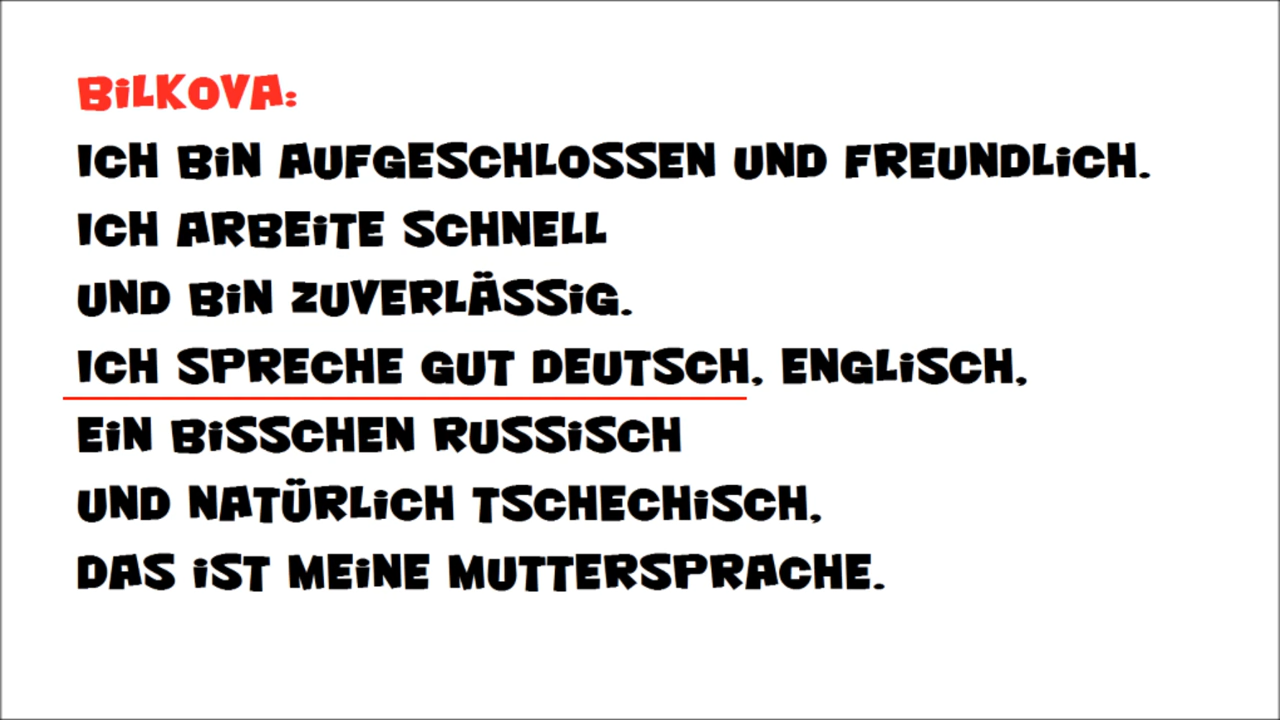 BiLKOVA:
ICH BiN AUFGESCHLOSSEN UND FREUNDLiCH.
ICH ARBEiTE SCHNELL
UND BiN ZUVERLÄSSiG.
ICH SPRECHE GUT DEUTSCH, ENGLiSCH,
EiN BiSSCHEN RUSSiSCH
UND NATÜRLiCH TSCHECHiSCH,
DAS iST MEiNE MUTTERSPRACHE.